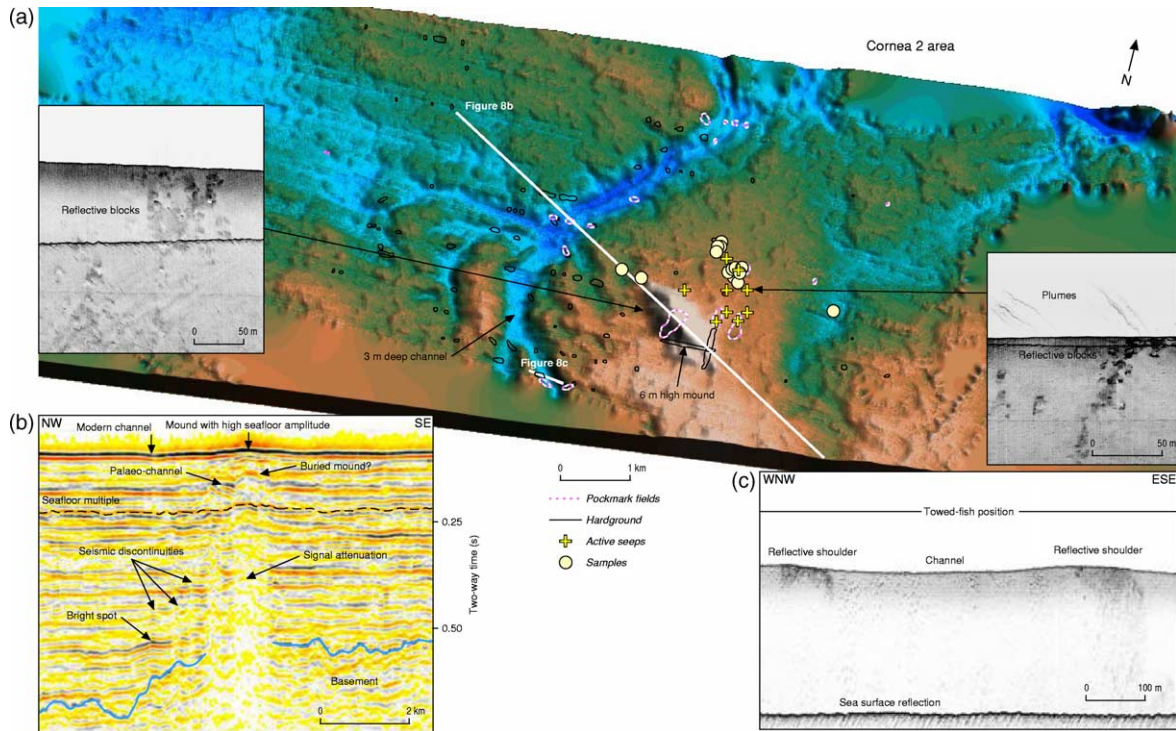 (a)
Cornea 2 area
N
Figure 8b
Reflective blocks
0 50 m
3 m deep channel
Figure 8c
6 m high mound
Plumes
Reflective blocks
0 50 m
(b)
NW
SE
Modern channel
Mound with high seafloor amplitude
Palaeo-channel
Buried mound?
Seafloor multiple
Seismic discontinuities
Signal attenuation
Bright spot
Basement
0 2 km
0.25
0.50
Two-way time (s)
0 1 km
Pockmark fields
Hardground
Active seeps
Samples
(c)
WNW
ESE
Towed-fish position
Reflective shoulder
Channel
Reflective shoulder
0 100 m
Sea surface reflection